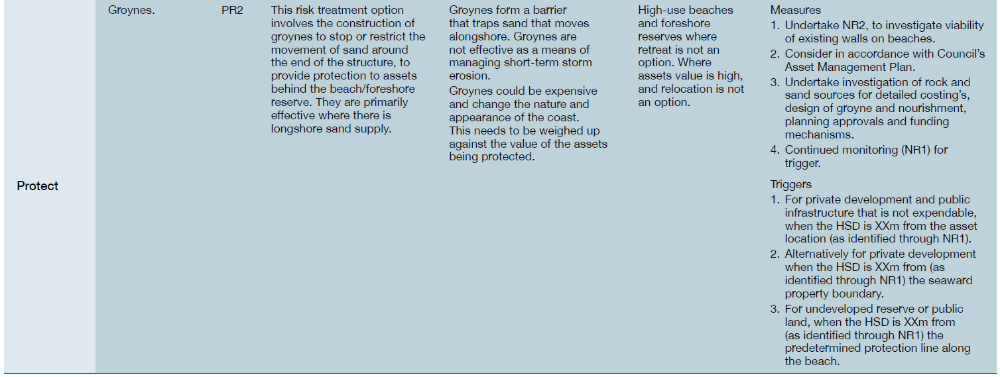 Protect
Groynes.
PR2
This risk treatment option
involves the construction of
groynes to stop or restrict the
movement of sand around
the end of the structure, to
provide protection to assets
behind the beach/foreshore
reserve. They are primarily
effective where there is
longshore sand supply.
Groynes form a barrier
that traps sand that moves
alongshore. Groynes are
not effective as a means of
managing short-term storm
erosion.
Groynes could be expensive
and change the nature and
appearance of the coast.
This needs to be weighed up
against the value of the assets
being protected.
High-use beaches
and foreshore
reserves where
retreat is not an
option. Where
assets value is high,
and relocation is not
an option.
Measures
1. Undertake NR2, to investigate viability
of existing walls on beaches.
2. Consider in accordance with Council's
Asset Management Plan.
3. Undertake investigation of rock and
sand sources for detailed costing's,
design of groyne and nourishment,
planning approvals and funding
mechanisms.
4. Continued monitoring (NR1) for
trigger.
Triggers
1. For private development and public
infrastructure that is not expendable,
when the HSD is XXm from the asset
location (as identified through NR1).
2. Alternatively for private development
when the HSD is XXm from (as
identified through NR1) the seaward
property boundary.
3. For undeveloped reserve or public
land, when the HSD is XXm from
(as identified through NR1) the
predetermined protection line along
the beach.